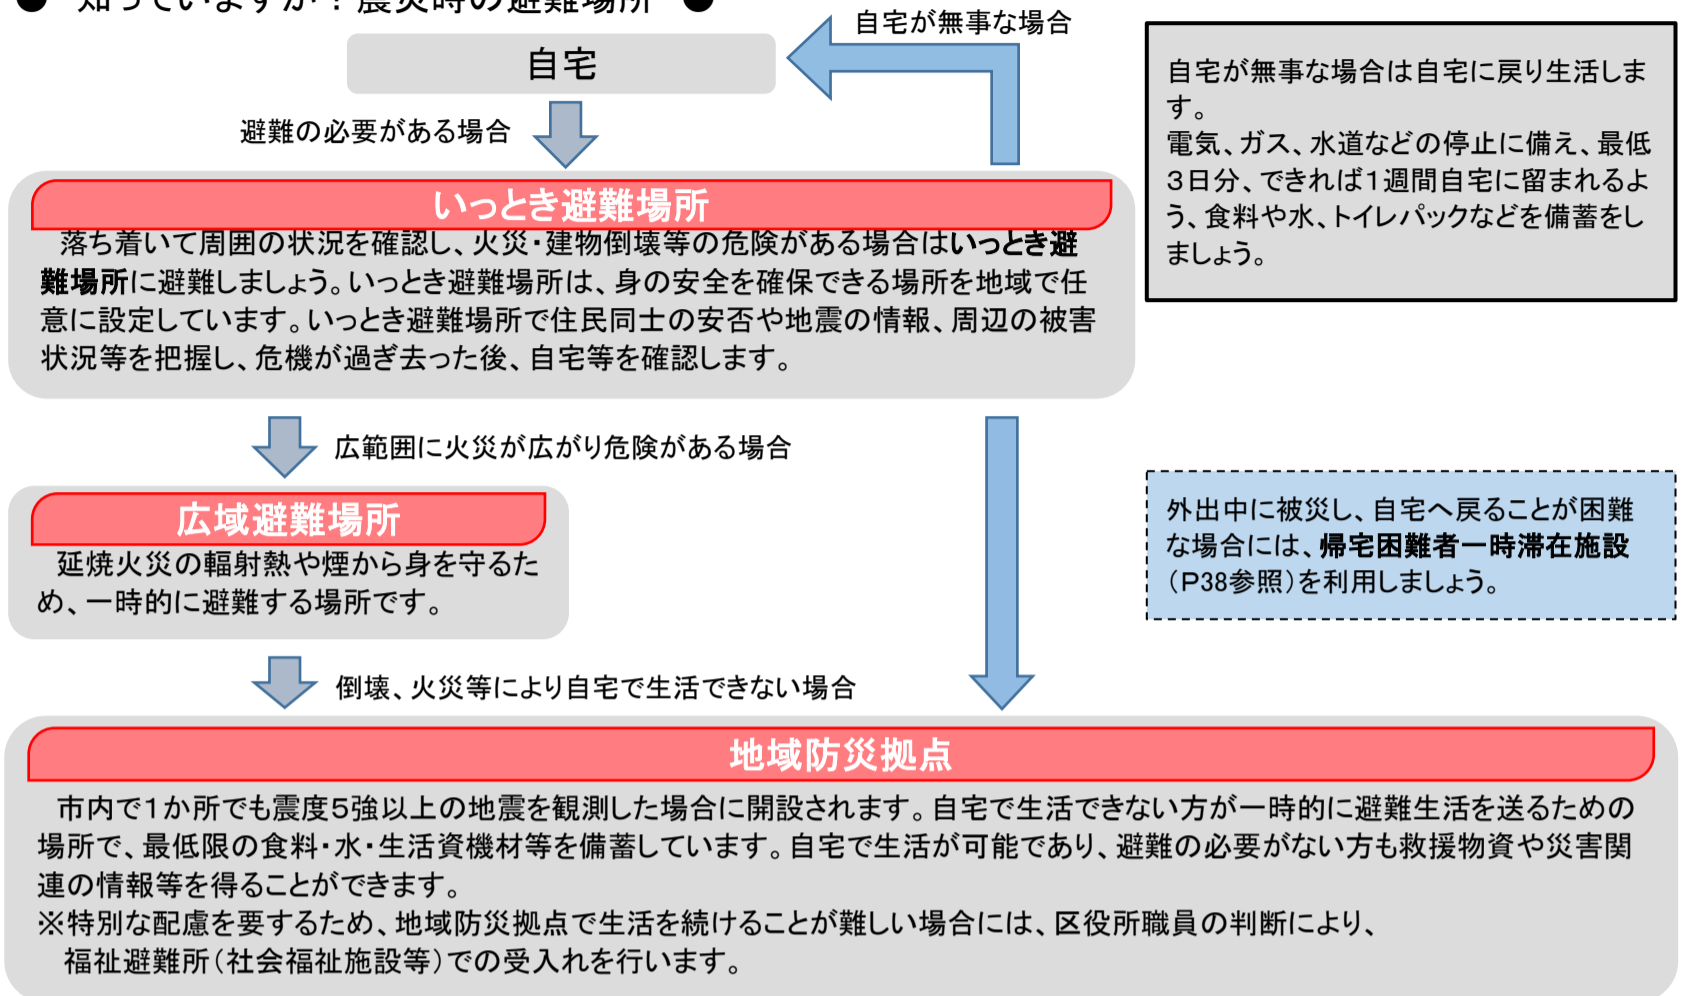 ● 知っていますか？震災時の避難場所 ●
自宅が無事な場合
自宅
避難の必要がある場合
自宅が無事な場合は自宅に戻り生活しま
す。
電気、ガス、水道などの停止に備え、最低
３日分、できれば１週間自宅に留まれるよ
う、食料や水、トイレパックなどを備蓄をし
ましょう。
いっとき避難場所
落ち着いて周囲の状況を確認し、火災・建物倒壊等の危険がある場合はいっとき避
難場所に避難しましょう。いっとき避難場所は、身の安全を確保できる場所を地域で任
意に設定しています。いっとき避難場所で住民同士の安否や地震の情報、周辺の被害
状況等を把握し、危機が過ぎ去った後、自宅等を確認します。
広範囲に火災が広がり危険がある場合
広域避難場所
延焼火災の輻射熱や煙から身を守るた
め、一時的に避難する場所です。
外出中に被災し、自宅へ戻ることが困難
な場合には、帰宅困難者一時滞在施設
（P38参照）を利用しましょう。
倒壊、火災等により自宅で生活できない場合
地域防災拠点
市内で１か所でも震度５強以上の地震を観測した場合に開設されます。自宅で生活できない方が一時的に避難生活を送るための
場所で、最低限の食料・水・生活資機材等を備蓄しています。自宅で生活が可能であり、避難の必要がない方も救援物資や災害関
連の情報等を得ることができます。
※特別な配慮を要するため、地域防災拠点で生活を続けることが難しい場合には、区役所職員の判断により、
福祉避難所（社会福祉施設等）での受入れを行います。